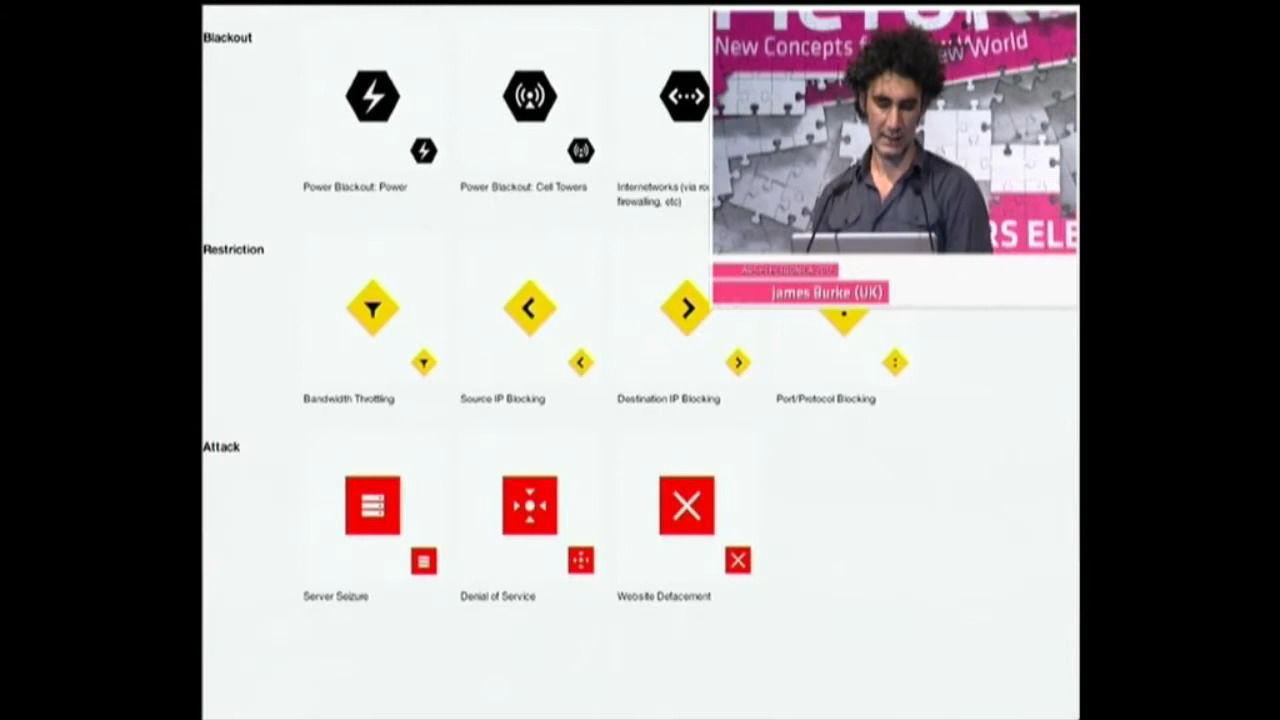 Blackout
Power Blackout: Power
Power Blackout: Cell Towers
Internetworks (via
firewalling, etc)
Restriction
Bandwidth Throttling
Source IP Blocking
Destination IP Blocking
Port/Protocol Blocking
Attack
Server Seizure
Denial of Service
Website Defacement
New Concepts
New World
RS ELE
James Burke (UK)